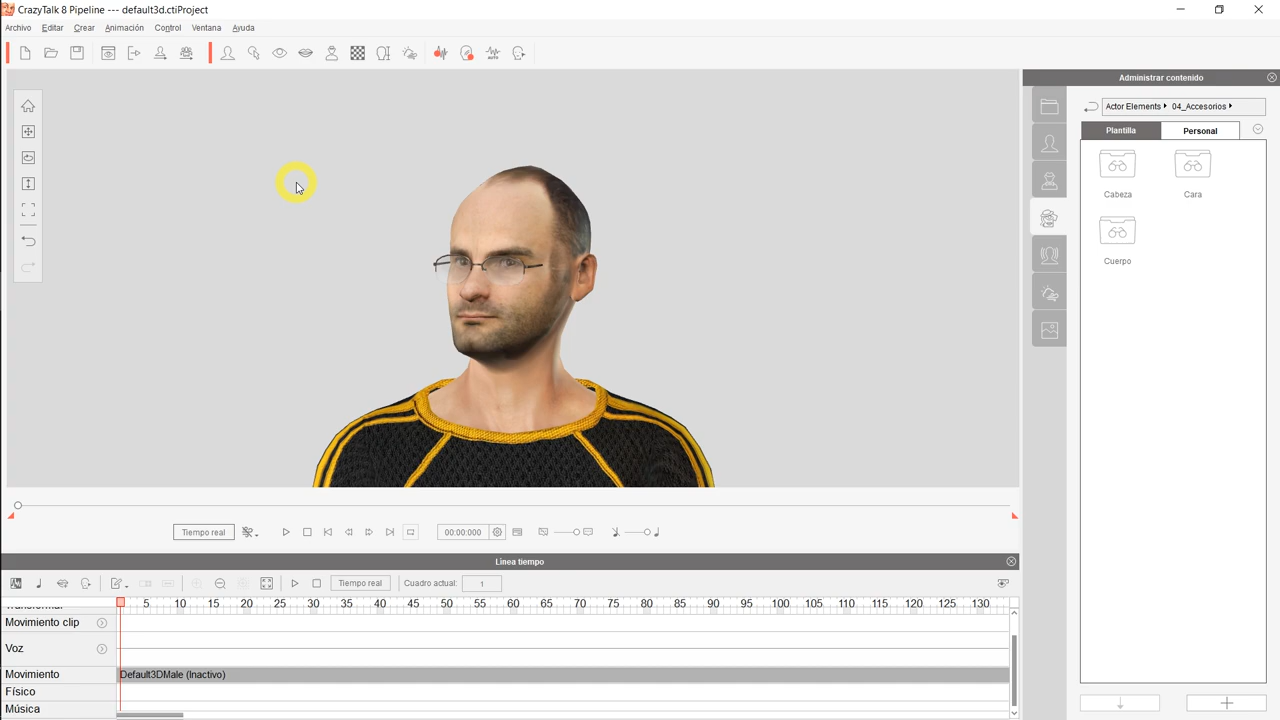 CrazyTalk 8 Pipeline --- default3d.ctiProject
Archivo Editar Crear Animación Control Ventana Ayuda
AUTO
Administrar contenido
Actor Elements 04_Accesorios
Plantilla Personal
Cabeza Cara
Cuerpo
Tiempo real 00:00:000
Línea tiempo
Tiempo real Cuadro actual: 1
5 10 15 20 25 30 35 40 45 50 55 60 65 70 75 80 85 90 95 100 105 110 115 120 125 130
Transformar
Movimiento clip
Voz
Movimiento Default3DMale (Inactivo)
Físico
Música